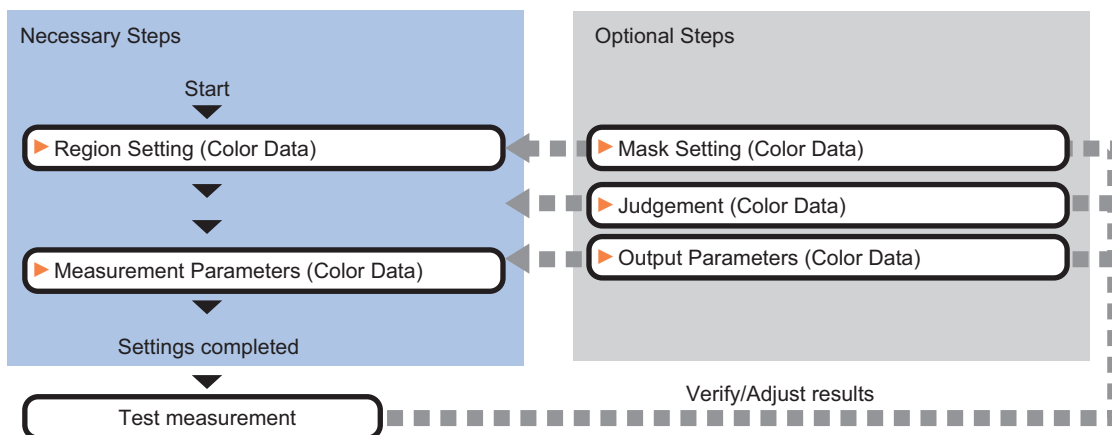 Necessary Steps
Start
Region Setting (Color Data)
Measurement Parameters (Color Data)
Settings completed
Test measurement
Optional Steps
Mask Setting (Color Data)
Judgement (Color Data)
Output Parameters (Color Data)
Verify/Adjust results